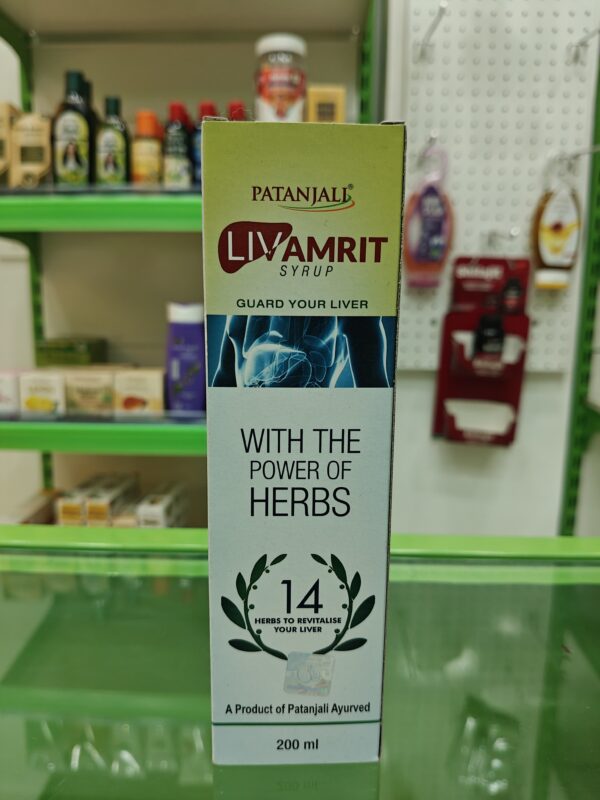 PATANJALI®
LIVAMRIT
SYRUP
GUARD YOUR LIVER
WITH THE
POWER OF
HERBS
14
HERBS TO REVITALISE
YOUR LIVER
A Product of Patanjali Ayurved
200 ml